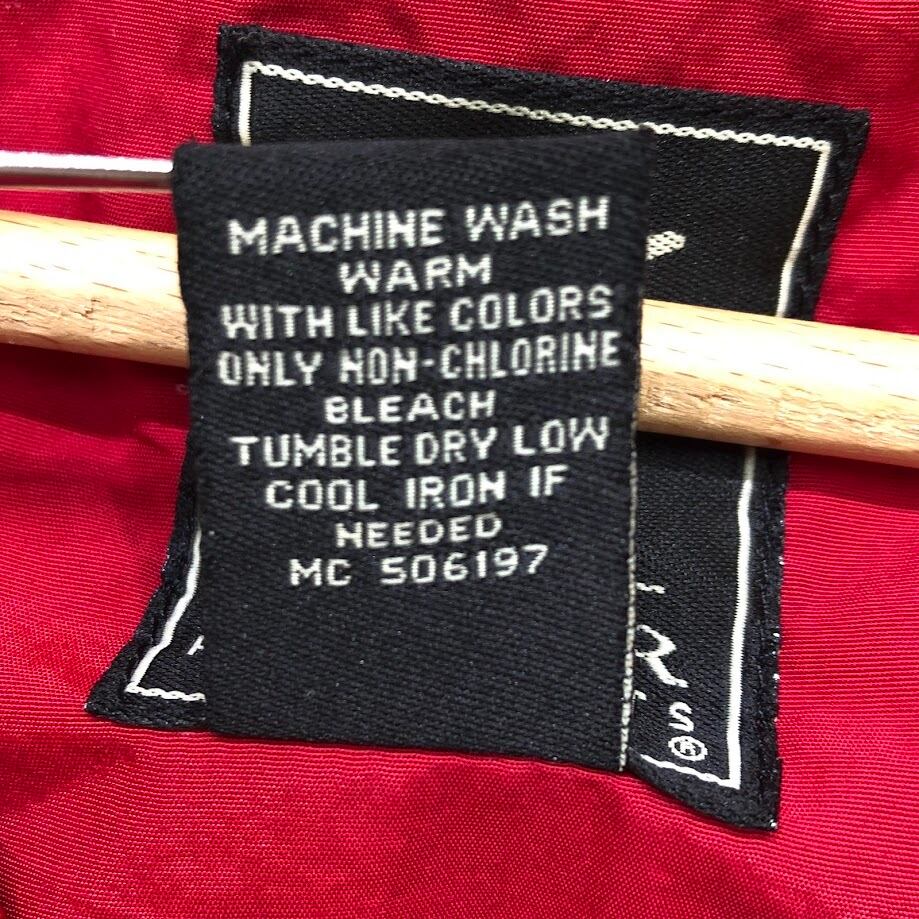 MACHINE WASH
WARM
WITH LIKE COLORS
ONLY NON-CHLORINE
BLEACH
TUMBLE DRY LOW
COOL IRON IF
NEEDED
MC 506197
R
S®